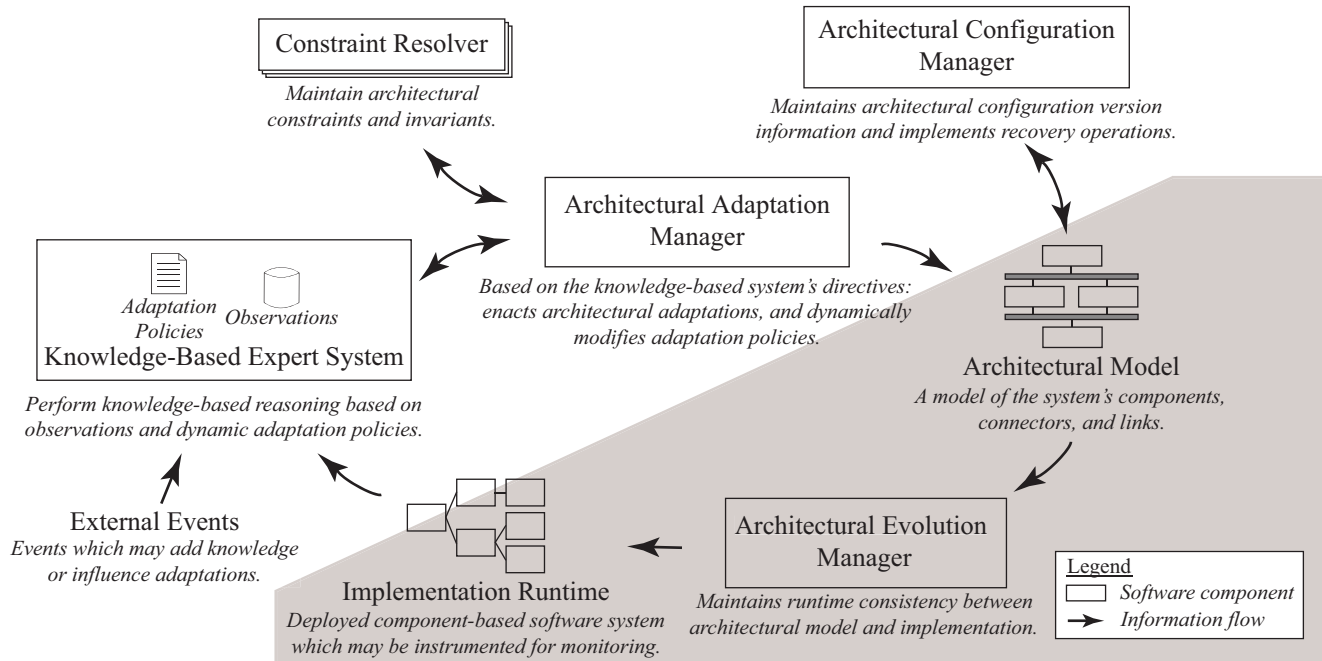 Constraint Resolver
Maintain architectural
constraints and invariants.
Architectural Configuration
Manager
Maintains architectural configuration version
information and implements recovery operations.
Architectural Adaptation
Manager
Based on the knowledge-based system's directives:
enacts architectural adaptations, and dynamically
modifies adaptation policies.
Adaptation
Policies
Observations
Knowledge-Based Expert System
Perform knowledge-based reasoning based on
observations and dynamic adaptation policies.
Architectural Model
A model of the system's components,
connectors, and links.
External Events
Events which may add knowledge
or influence adaptations.
Implementation Runtime
Deployed component-based software system
which may be instrumented for monitoring.
Architectural Evolution
Manager
Maintains runtime consistency between
architectural model and implementation.
Legend
Software component
Information flow